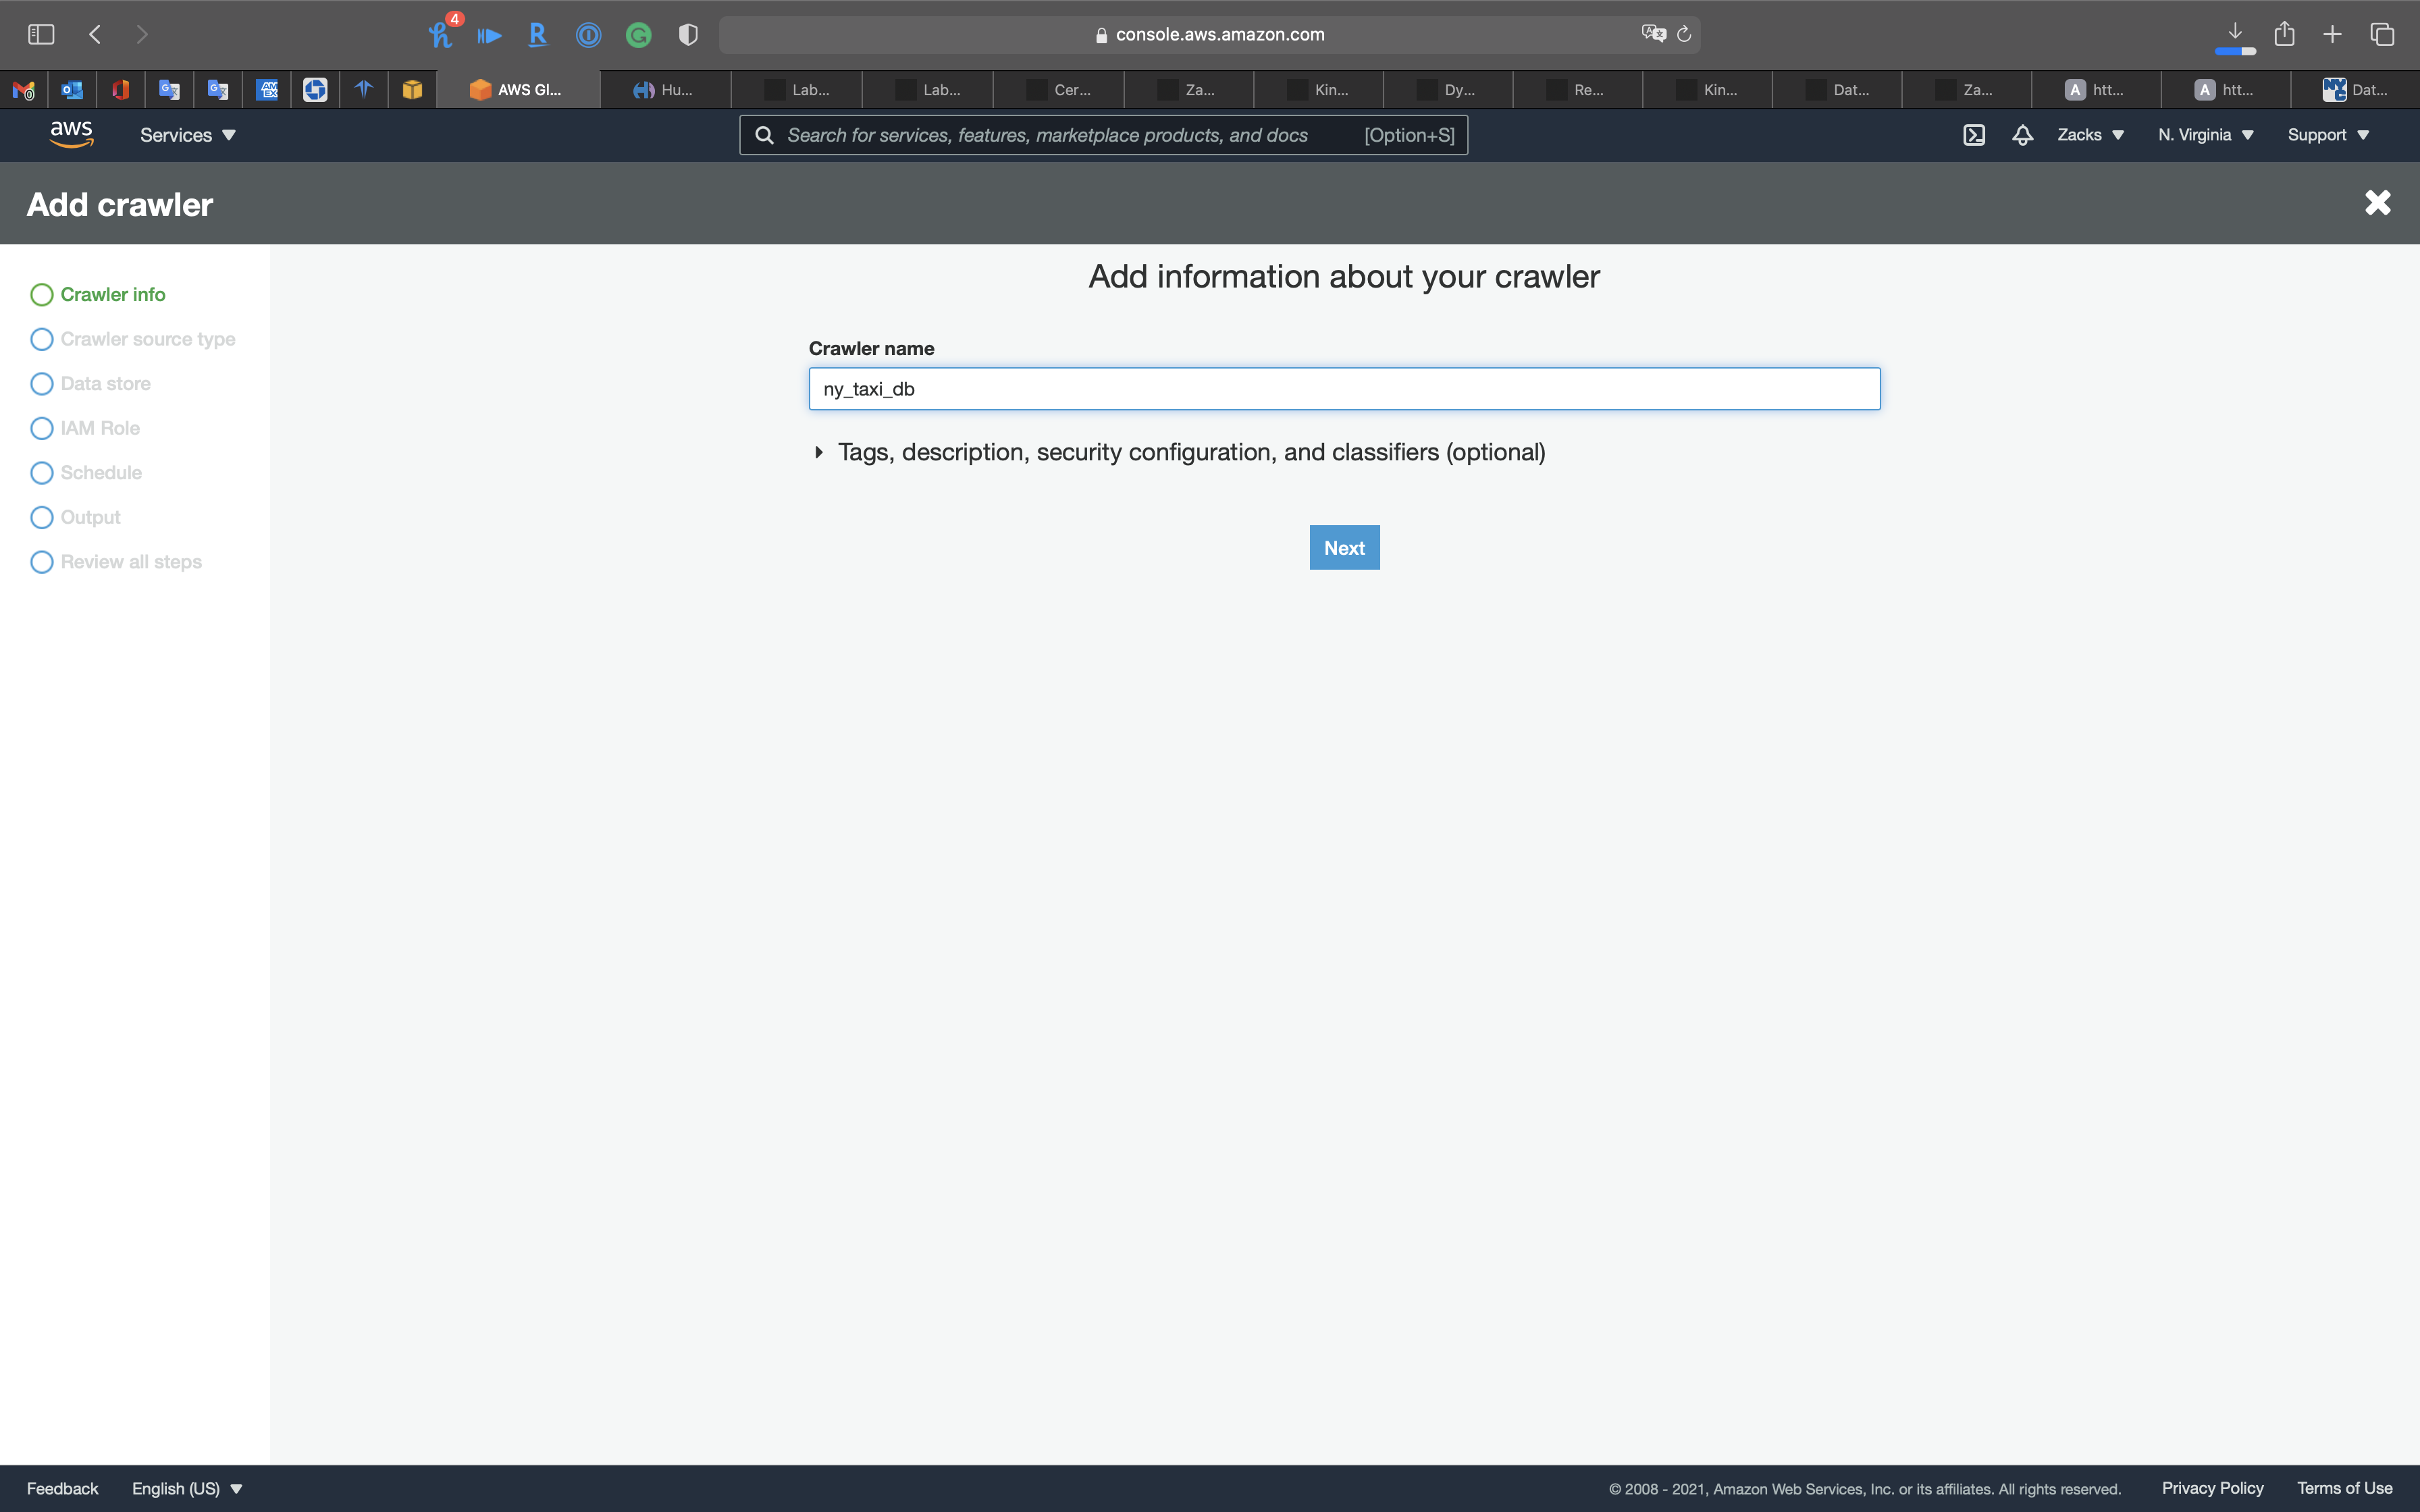 4
console.aws.amazon.com
AWS Gl...
Hu...
Lab...
Lab...
Cer...
Za...
Kin...
Dy...
Re...
Kin...
Dat...
Za...
A htt...
A htt...
Dat...
aws
Services
Search for services, features, marketplace products, and docs
[Option+S]
Zacks
N. Virginia
Support
Add crawler
Crawler info
Crawler source type
Data store
IAM Role
Schedule
Output
Review all steps
Add information about your crawler
Crawler name
ny_taxi_db
Tags, description, security configuration, and classifiers (optional)
Next
Feedback
English (US)
© 2008 - 2021, Amazon Web Services, Inc. or its affiliates. All rights reserved.
Privacy Policy
Terms of Use